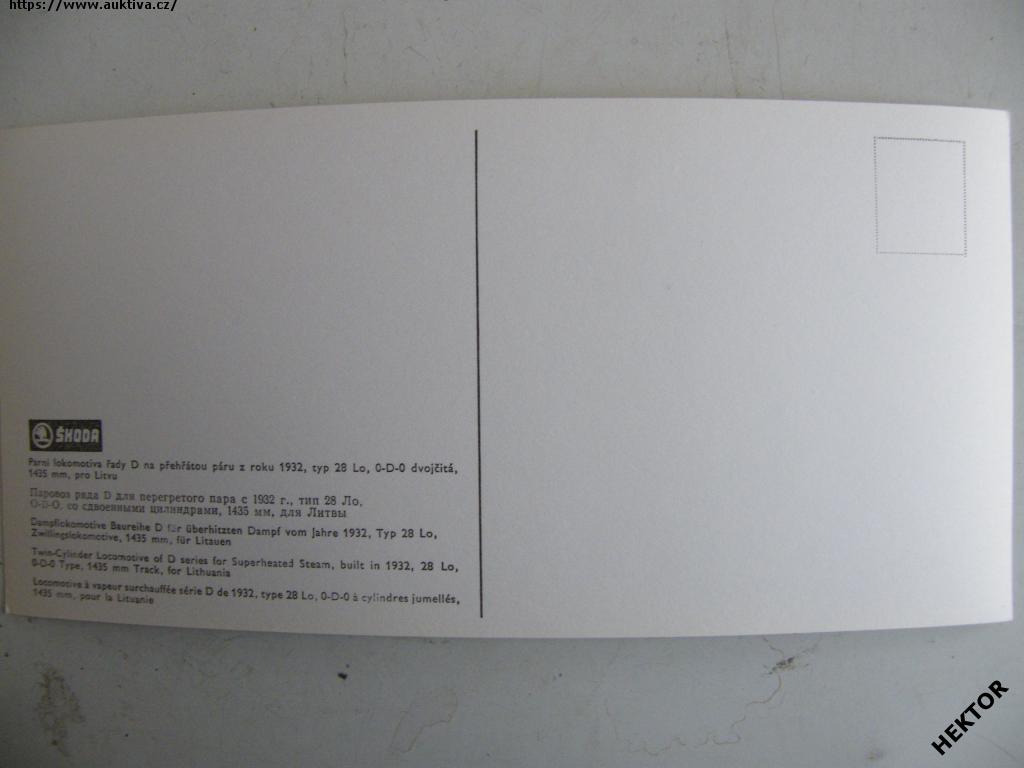 https://www.auktiva.cz/
ŠKODA
Parní lokomotiva řady D na přehřátou páru z roku 1932, typ 28 Lo, 0-D-0 dvojčitá,
1435 mm, pro Litvu
Паровоз ряда D для перегретого пара с 1932 г., тип 28 Ло,
O-D-O, со сдвоенными цилиндрами, 1435 мм, для Литвы
Dampflokomotive Baureihe D für überhitzten Dampf vom Jahre 1932, Typ 28 Lo,
Zwillingslokomotive, 1435 mm, für Litauen
Twin-Cylinder Locomotive of D series for Superheated Steam, built in 1932, 28 Lo,
0-D-0 Type, 1435 mm Track, for Lithuania
Locomotive à vapeur surchauffée série D de 1932, type 28 Lo, 0-D-0 à cylindres jumellés,
1435 mm, pour la Lituanie
HEKTOR